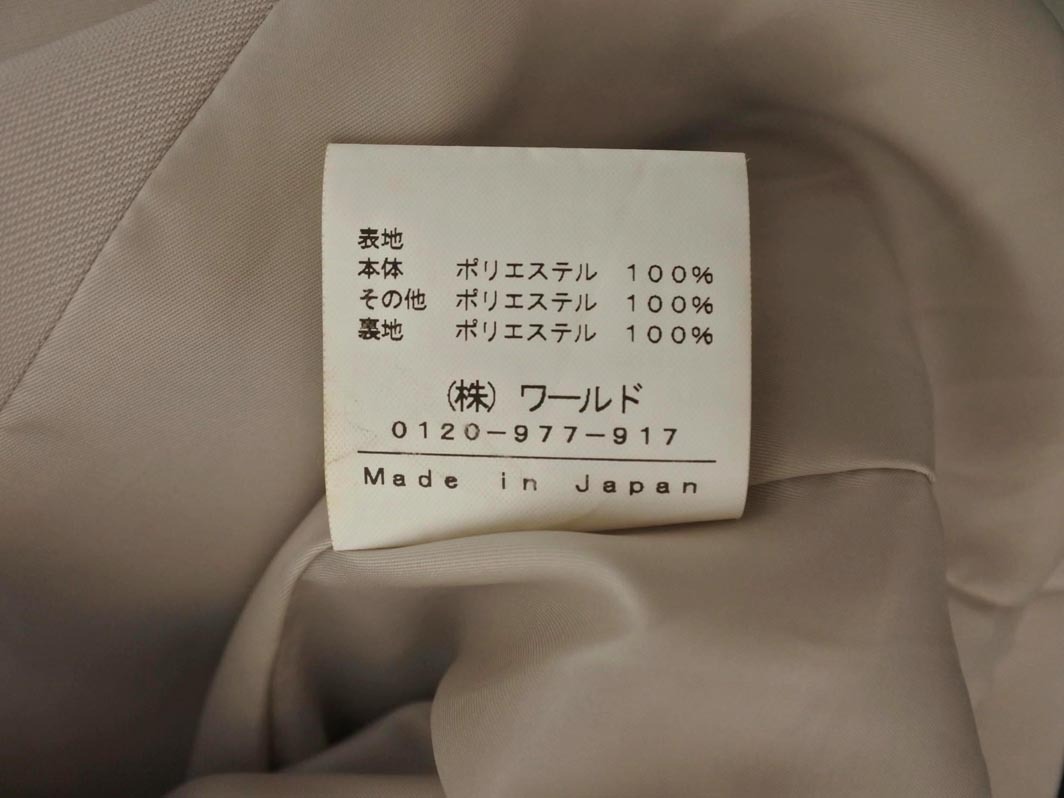 表地
本体 ポリエステル 100%
その他 ポリエステル 100%
裏地 ポリエステル 100%
(株) ワールド
0120-977-917
Made in Japan